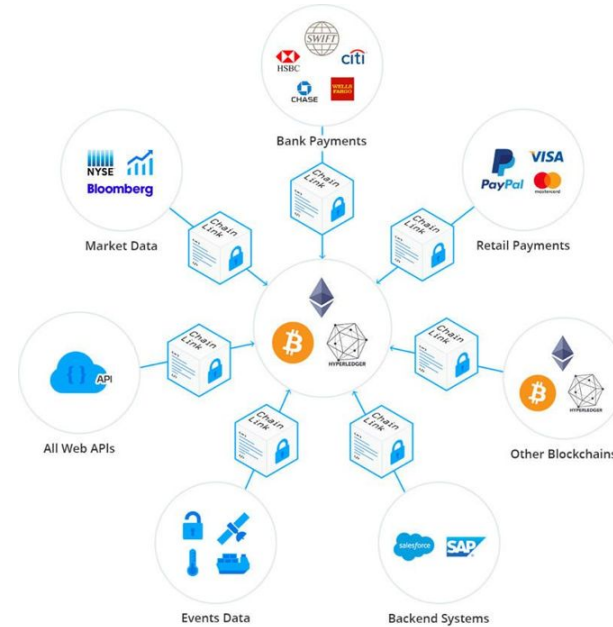 SWIFT
HSBC
citi
CHASE
WELLS
FARGO
Bank Payments
NYSE
Bloomberg
Market Data
PayPal
VISA
mastercard
Retail Payments
Chain
Link
Chain
Link
Chain
Link
HYPERLEDGER
{ } API
All Web APIs
Chain
Link
Chain
Link
HYPERLEDGER
Other Blockchains
Chain
Link
Chain
Link
Events Data
salesforce
SAP
Backend Systems